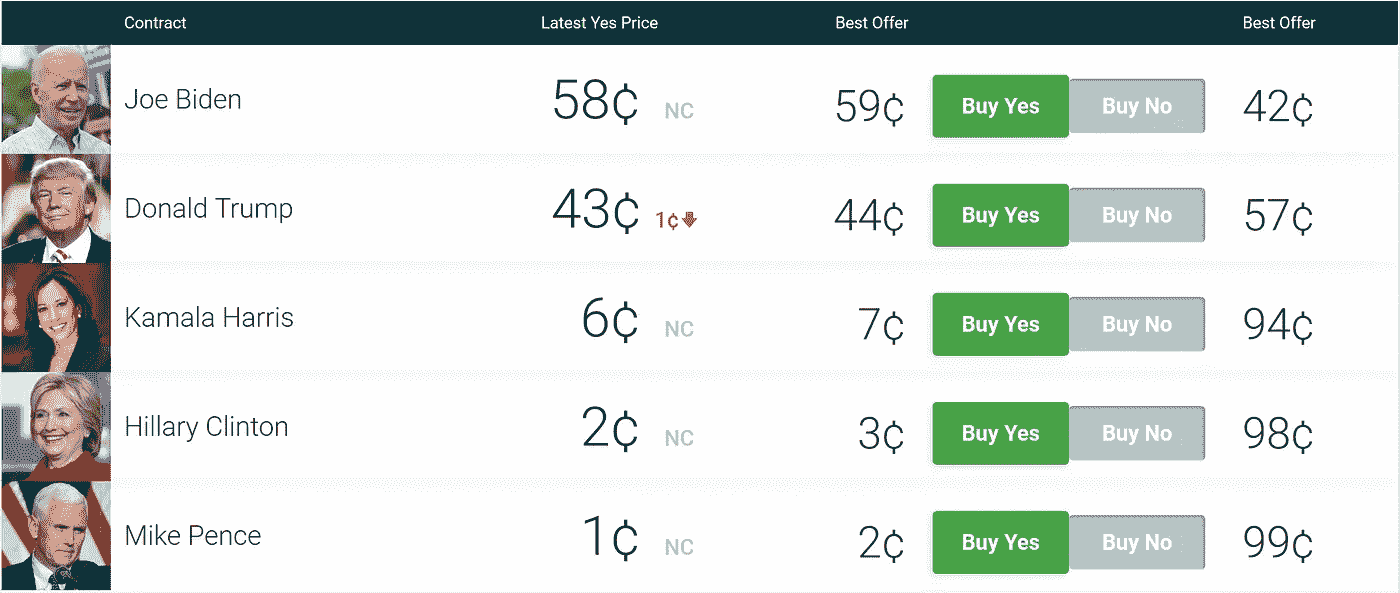 Contract Latest Yes Price Best Offer Best Offer
Joe Biden 58¢ NC 59¢ Buy Yes Buy No 42¢
Donald Trump 43¢ 1¢ 44¢ Buy Yes Buy No 57¢
Kamala Harris 6¢ NC 7¢ Buy Yes Buy No 94¢
Hillary Clinton 2¢ NC 3¢ Buy Yes Buy No 98¢
Mike Pence 1¢ NC 2¢ Buy Yes Buy No 99¢